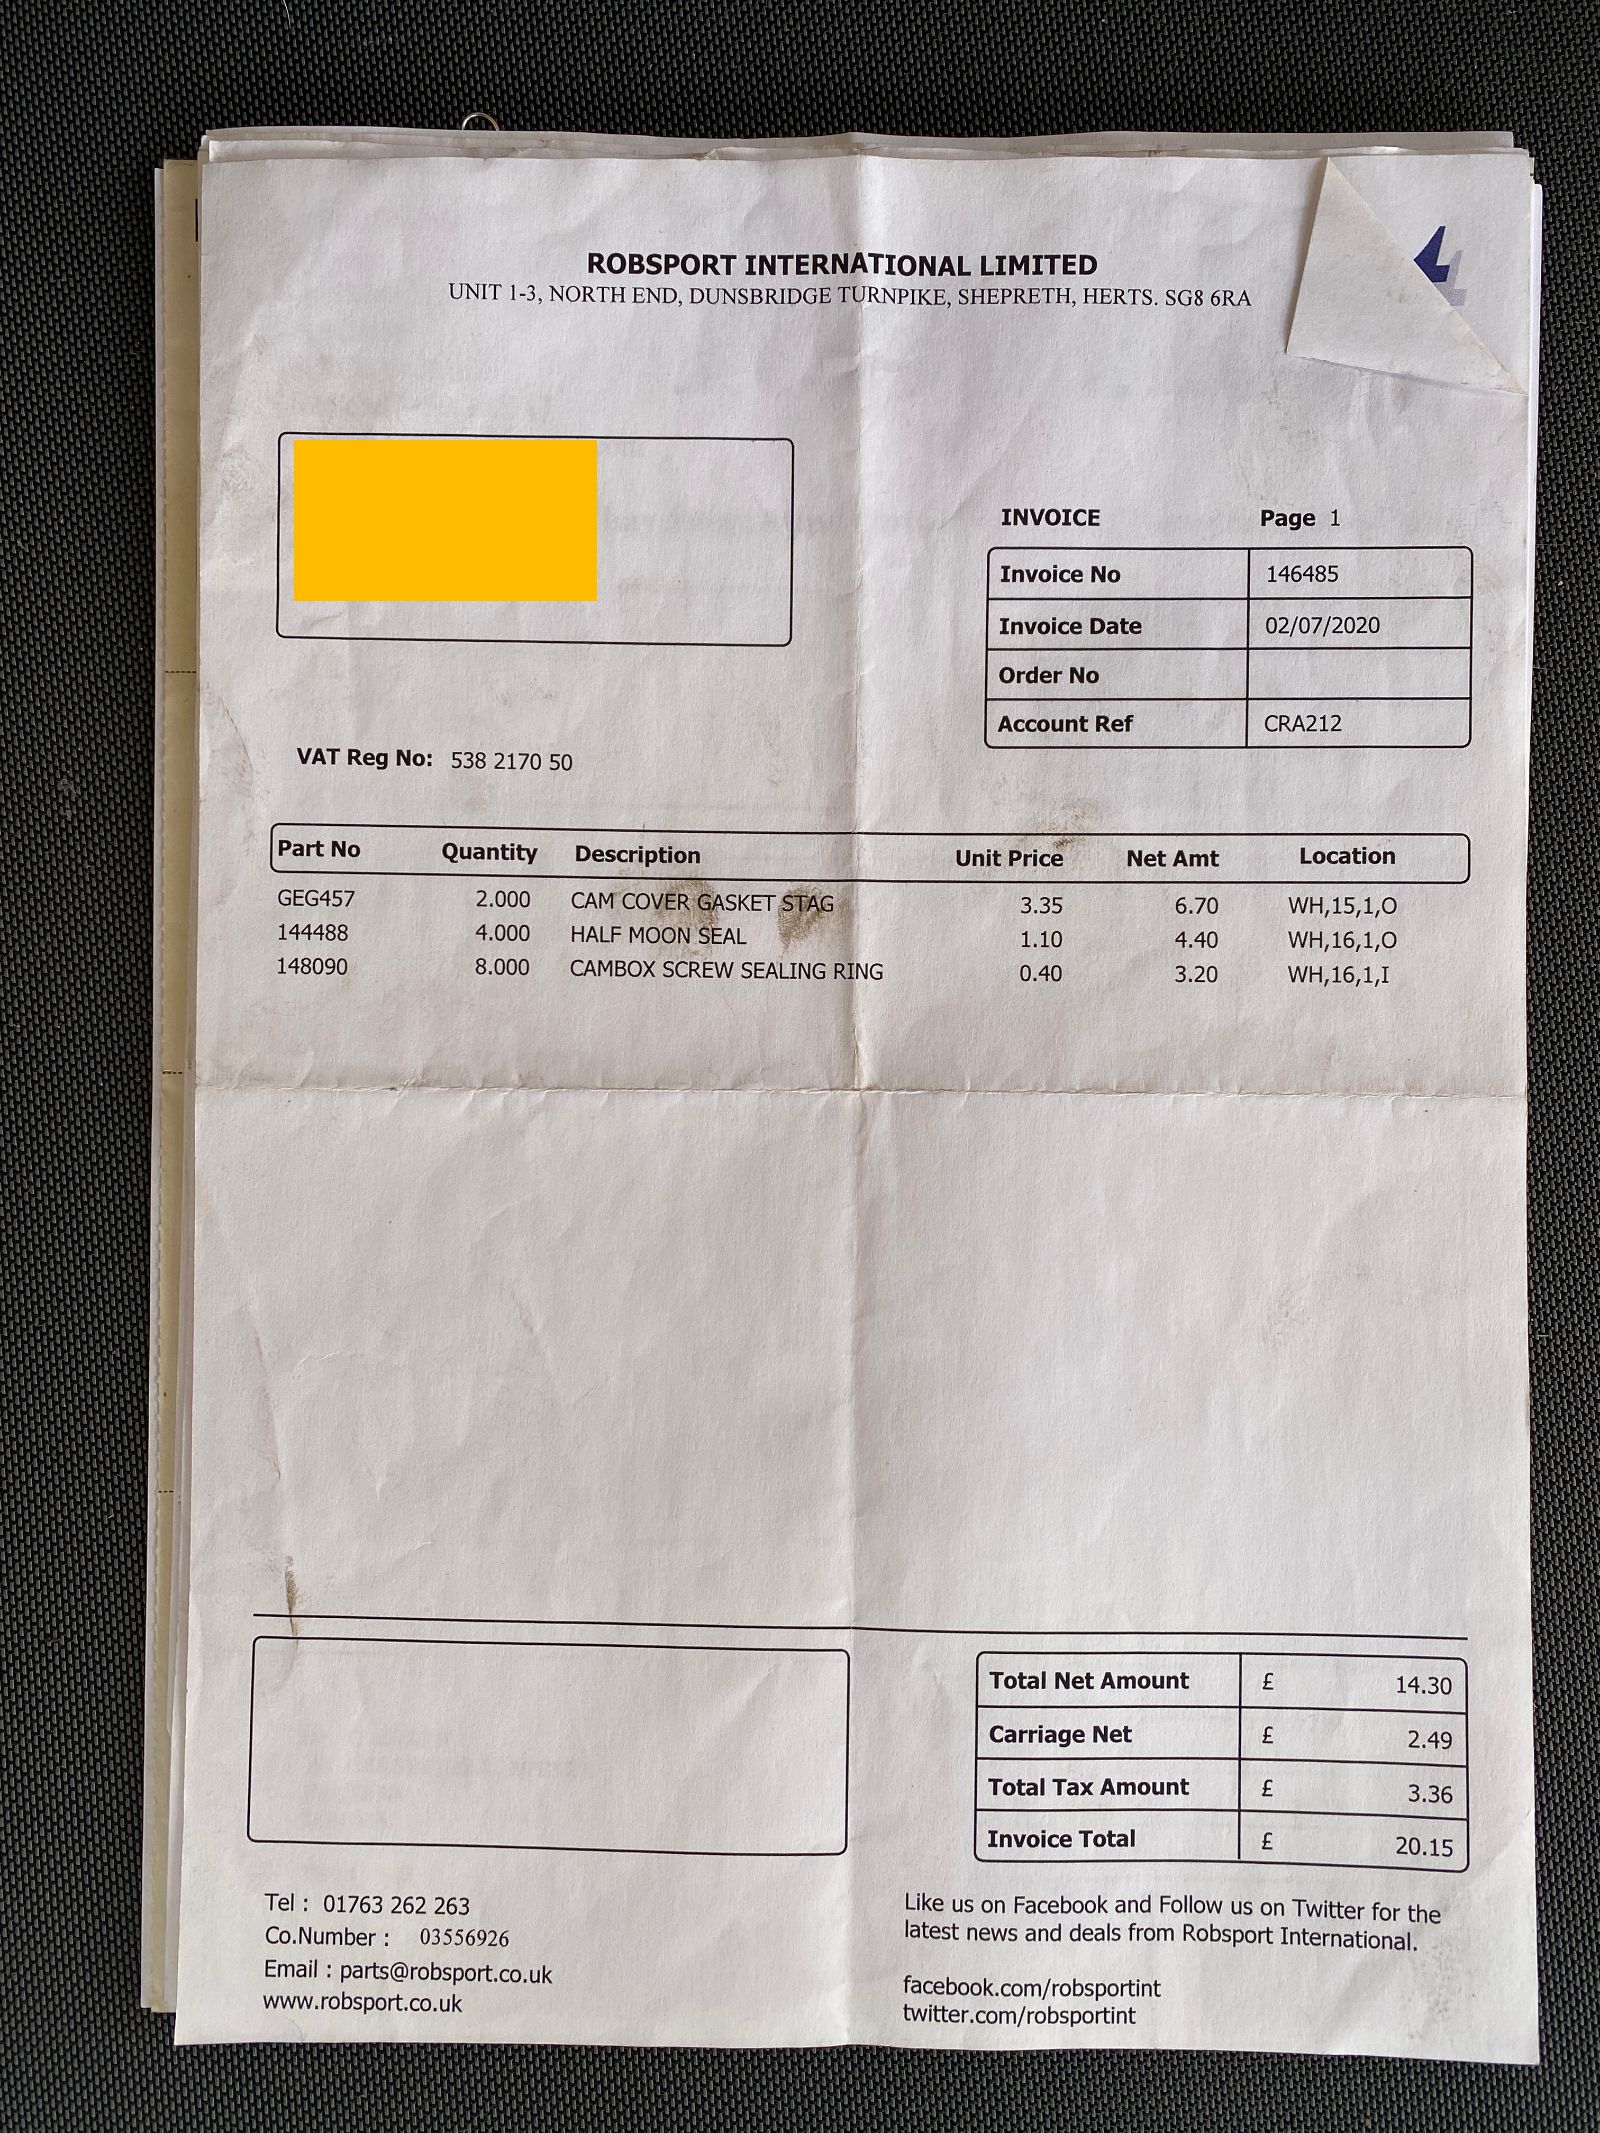 ROBSPORT INTERNATIONAL LIMITED
UNIT 1-3, NORTH END, DUNSBRIDGE TURNPIKE, SHEPRETH, HERTS. SG8 6RA
INVOICE Page 1
Invoice No 146485
Invoice Date 02/07/2020
Order No
Account Ref CRA212
VAT Reg No: 538 2170 50
Part No Quantity Description Unit Price Net Amt Location
GEG457 2.000 CAM COVER GASKET STAG 3.35 6.70 WH,15,1,O
144488 4.000 HALF MOON SEAL 1.10 4.40 WH,16,1,O
148090 8.000 CAMBOX SCREW SEALING RING 0.40 3.20 WH,16,1,I
Total Net Amount £ 14.30
Carriage Net £ 2.49
Total Tax Amount £ 3.36
Invoice Total £ 20.15
Tel : 01763 262 263
Co.Number : 03556926
Email : parts@robsport.co.uk
www.robsport.co.uk
Like us on Facebook and Follow us on Twitter for the
latest news and deals from Robsport International.
facebook.com/robsportint
twitter.com/robsportint